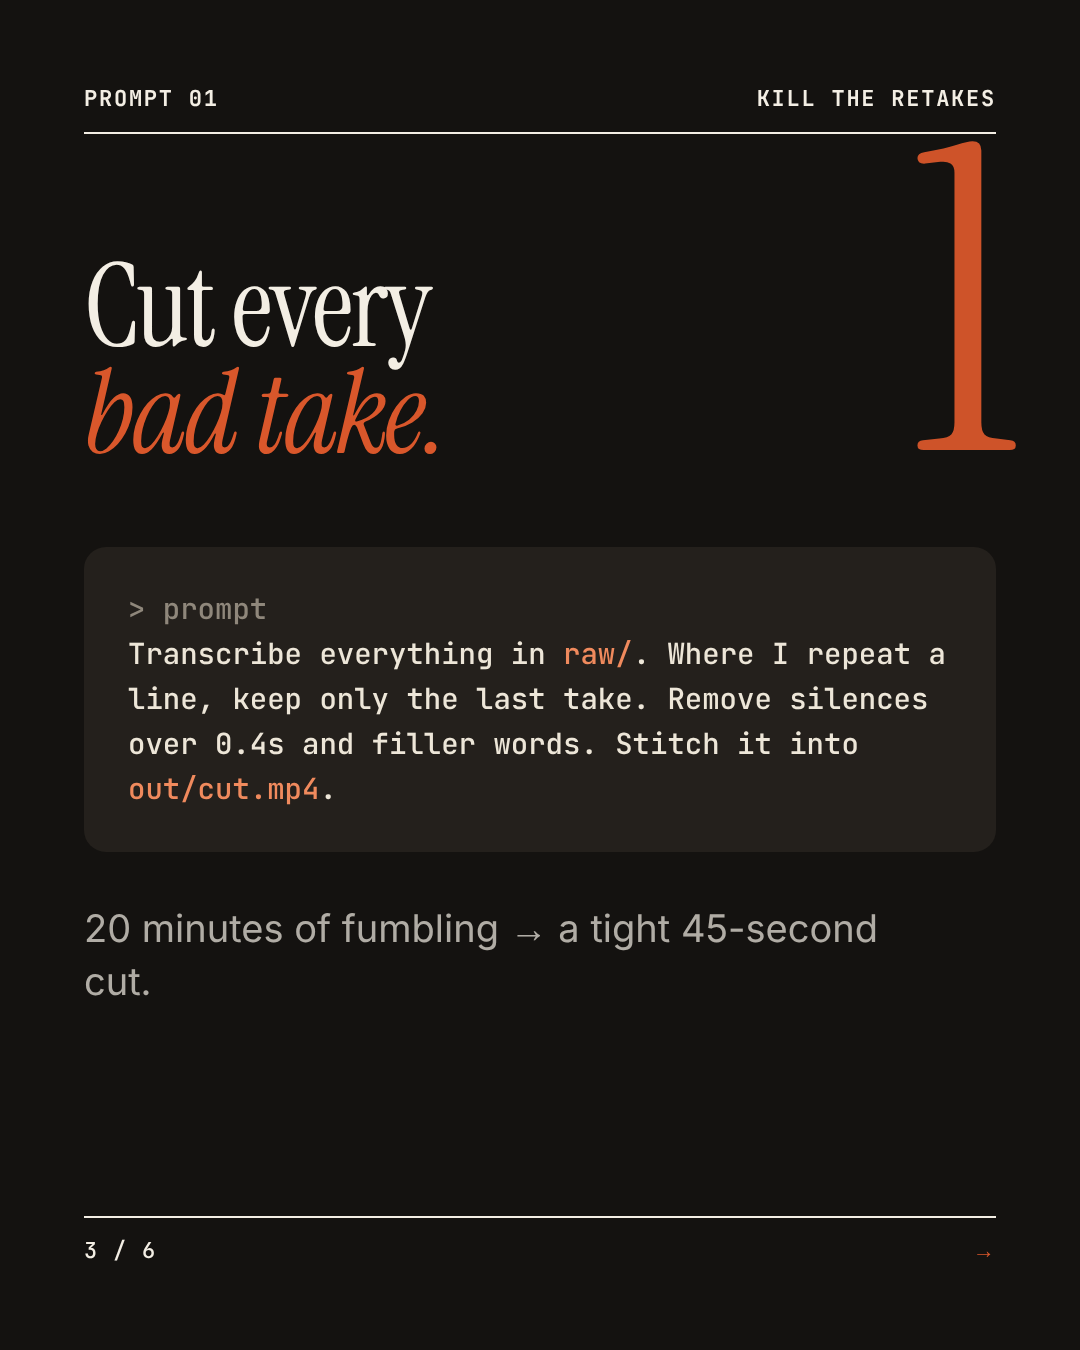 PROMPT 01
KILL THE RETAKES
1
Cut every
bad take.
> prompt
Transcribe everything in raw/. Where I repeat a
line, keep only the last take. Remove silences
over 0.4s and filler words. Stitch it into
out/cut.mp4.
20 minutes of fumbling → a tight 45-second
cut.
3 / 6
→